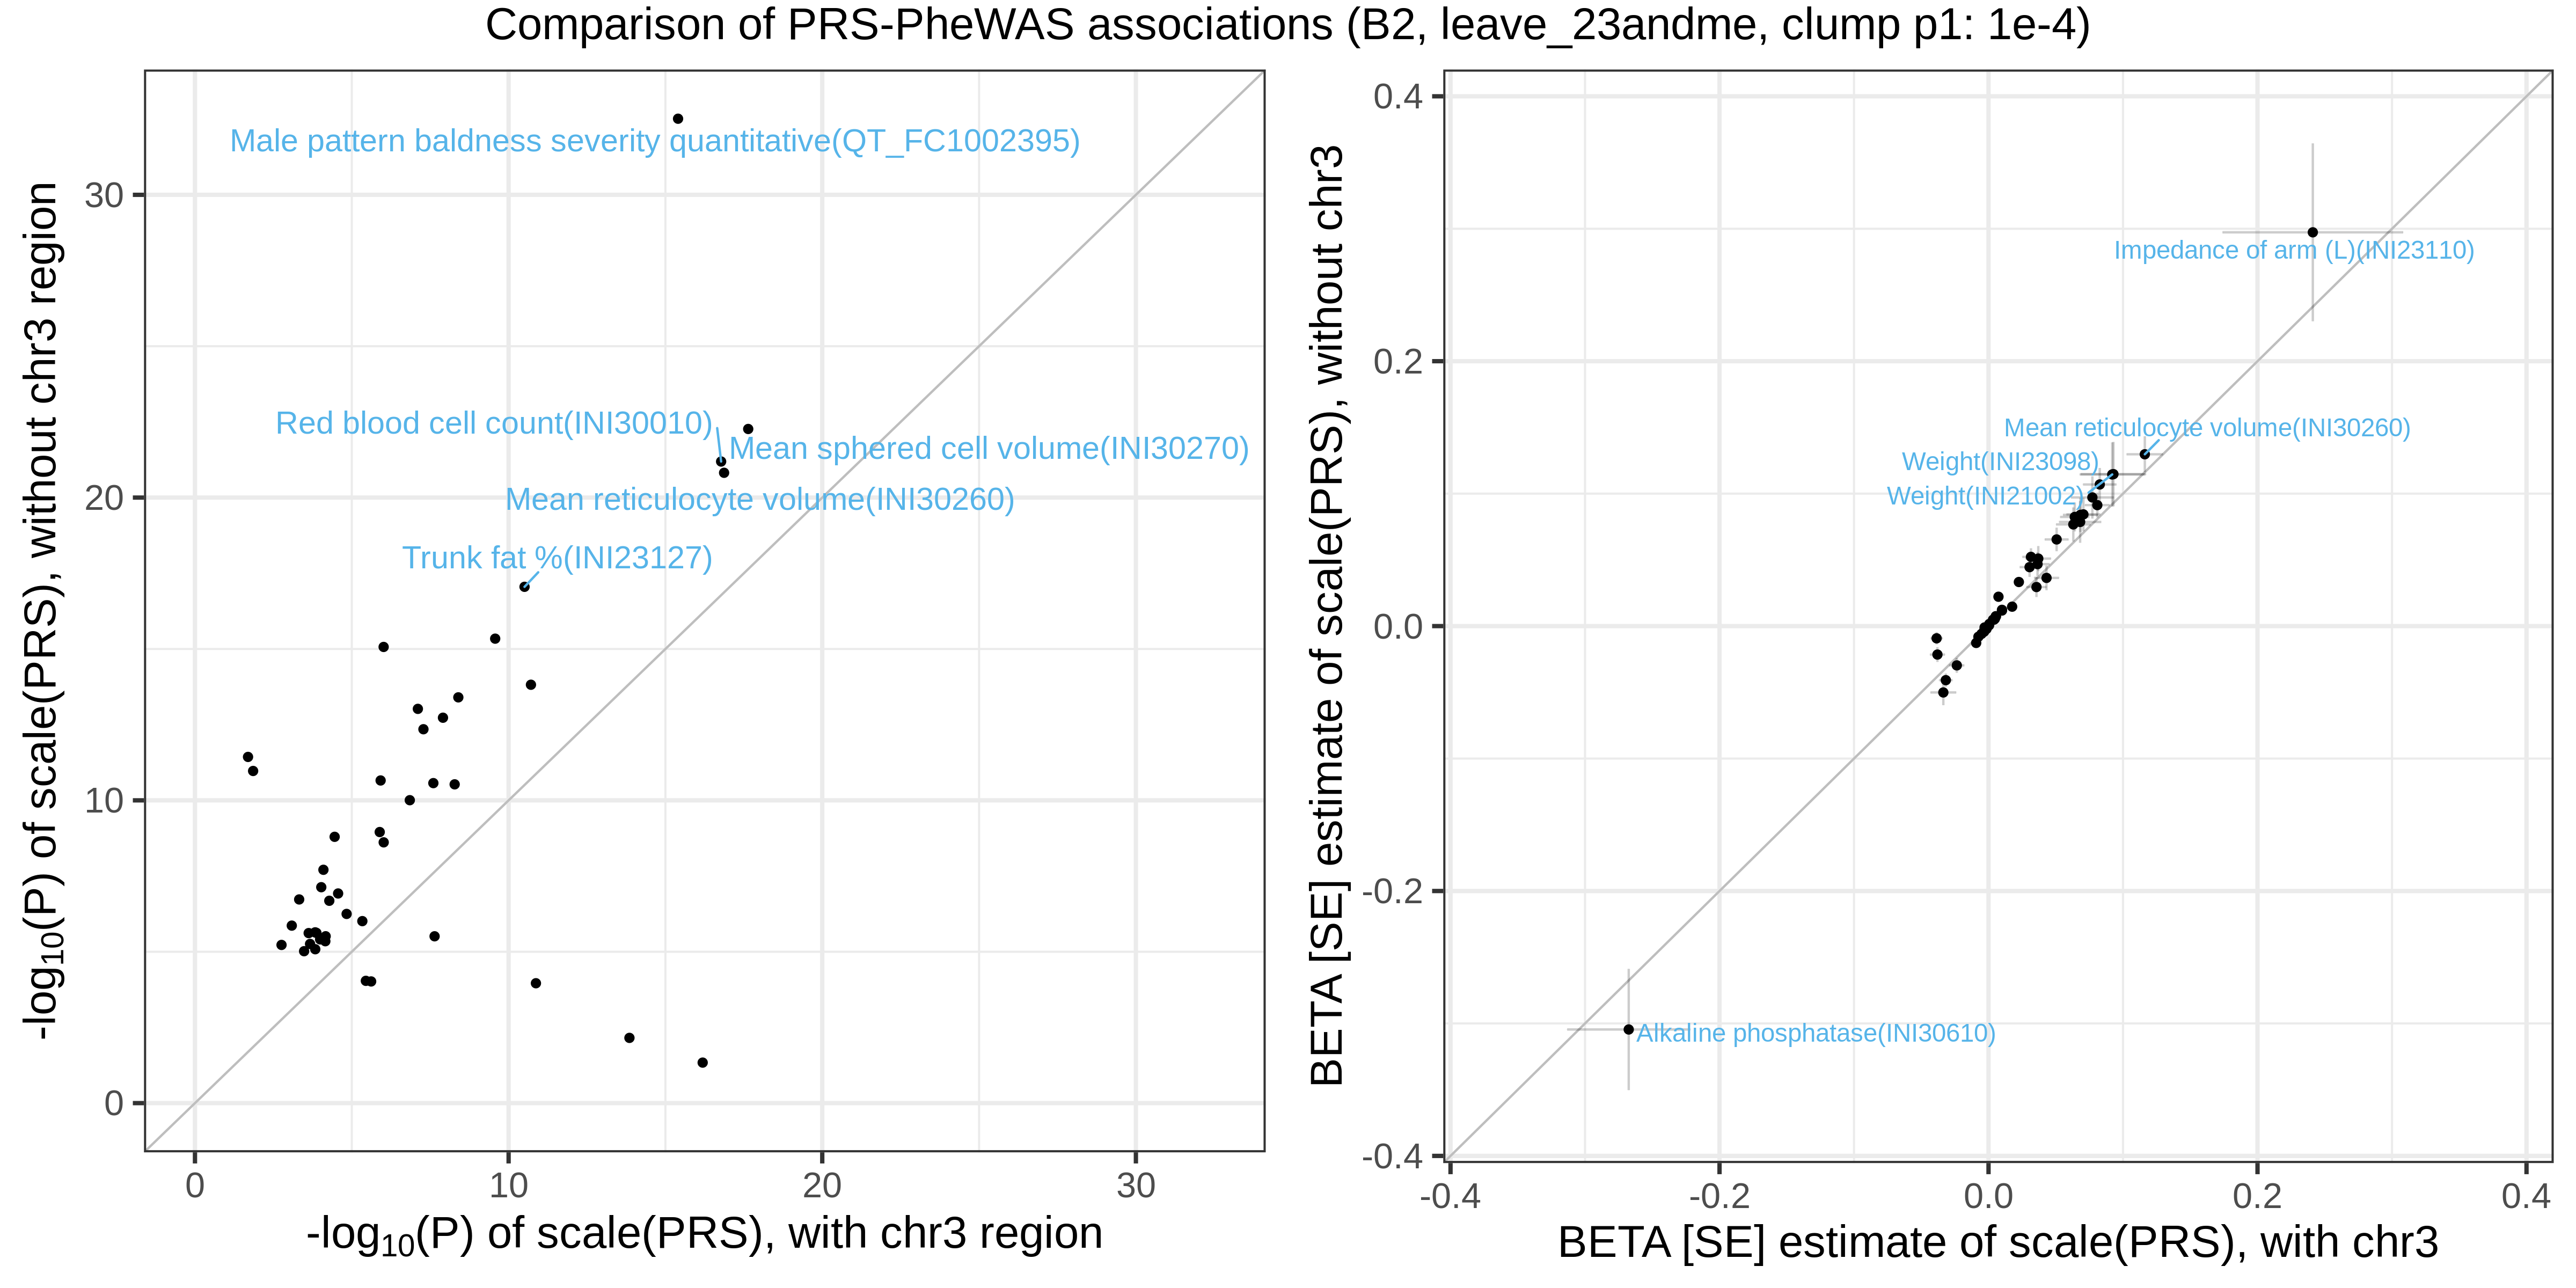 Comparison of PRS-PheWAS associations (B2, leave_23andme, clump p1: 1e-4)
-log10(P) of scale(PRS), without chr3 region
30
20
10
0
Male pattern baldness severity quantitative(QT_FC1002395)
Red blood cell count(INI30010)
Mean sphered cell volume(INI30270)
Mean reticulocyte volume(INI30260)
Trunk fat %(INI23127)
0 10 20 30
-log10(P) of scale(PRS), with chr3 region
BETA [SE] estimate of scale(PRS), without chr3
0.4
0.2
0.0
-0.2
-0.4
Impedance of arm (L)(INI23110)
Mean reticulocyte volume(INI30260)
Weight(INI23098)
Weight(INI21002)
Alkaline phosphatase(INI30610)
-0.4 -0.2 0.0 0.2 0.4
BETA [SE] estimate of scale(PRS), with chr3